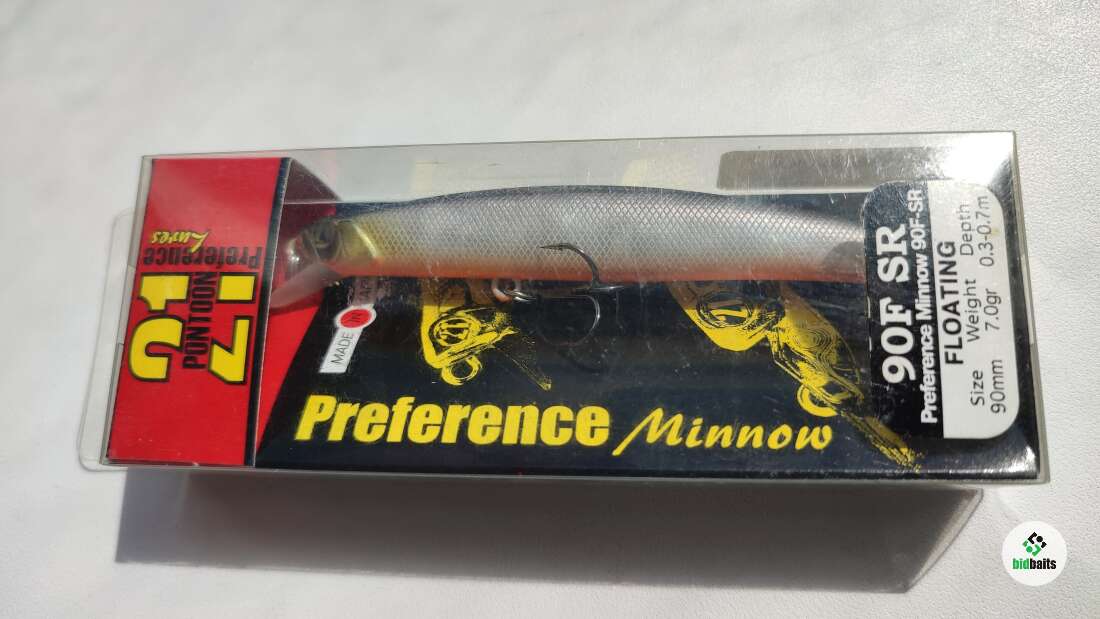 Preference
Lures
21
PONTOON
MADE
IN
Preference Minnow
90F SR
Preference Minnow 90F-SR
FLOATING
Size Weight Depth
90mm 7.0gr 0.3-0.7m
bidbaits